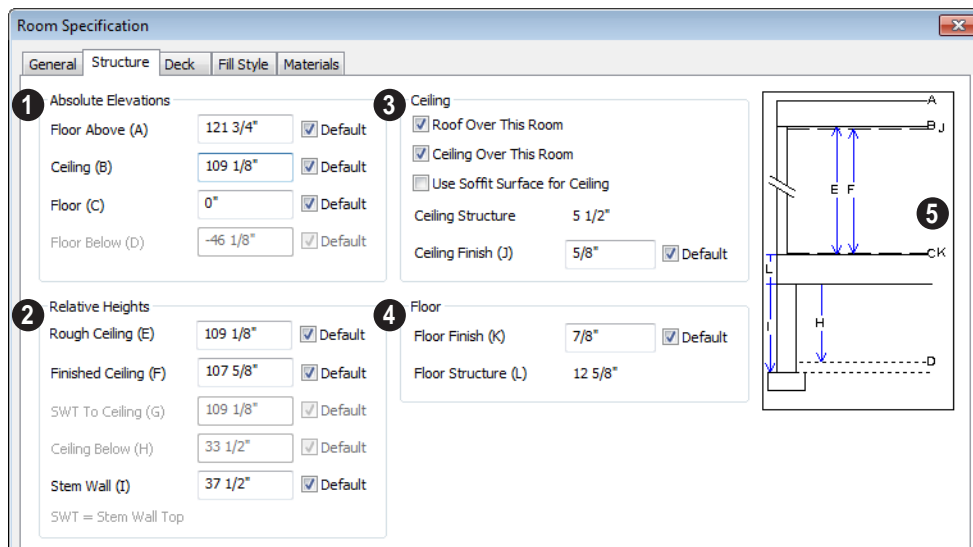 Room Specification
General Structure Deck Fill Style Materials
1 Absolute Elevations
Floor Above (A) 121 3/4" Default
Ceiling (B) 109 1/8" Default
Floor (C) 0" Default
Floor Below (D) -46 1/8" Default
2 Relative Heights
Rough Ceiling (E) 109 1/8" Default
Finished Ceiling (F) 107 5/8" Default
SWT To Ceiling (G) 109 1/8" Default
Ceiling Below (H) 33 1/2" Default
Stem Wall (I) 37 1/2" Default
SWT = Stem Wall Top
3 Ceiling
Roof Over This Room
Ceiling Over This Room
Use Soffit Surface for Ceiling
Ceiling Structure 5 1/2"
Ceiling Finish (J) 5/8" Default
4 Floor
Floor Finish (K) 7/8" Default
Floor Structure (L) 12 5/8"
A
B J
E F
5
C K
L
I
H
D